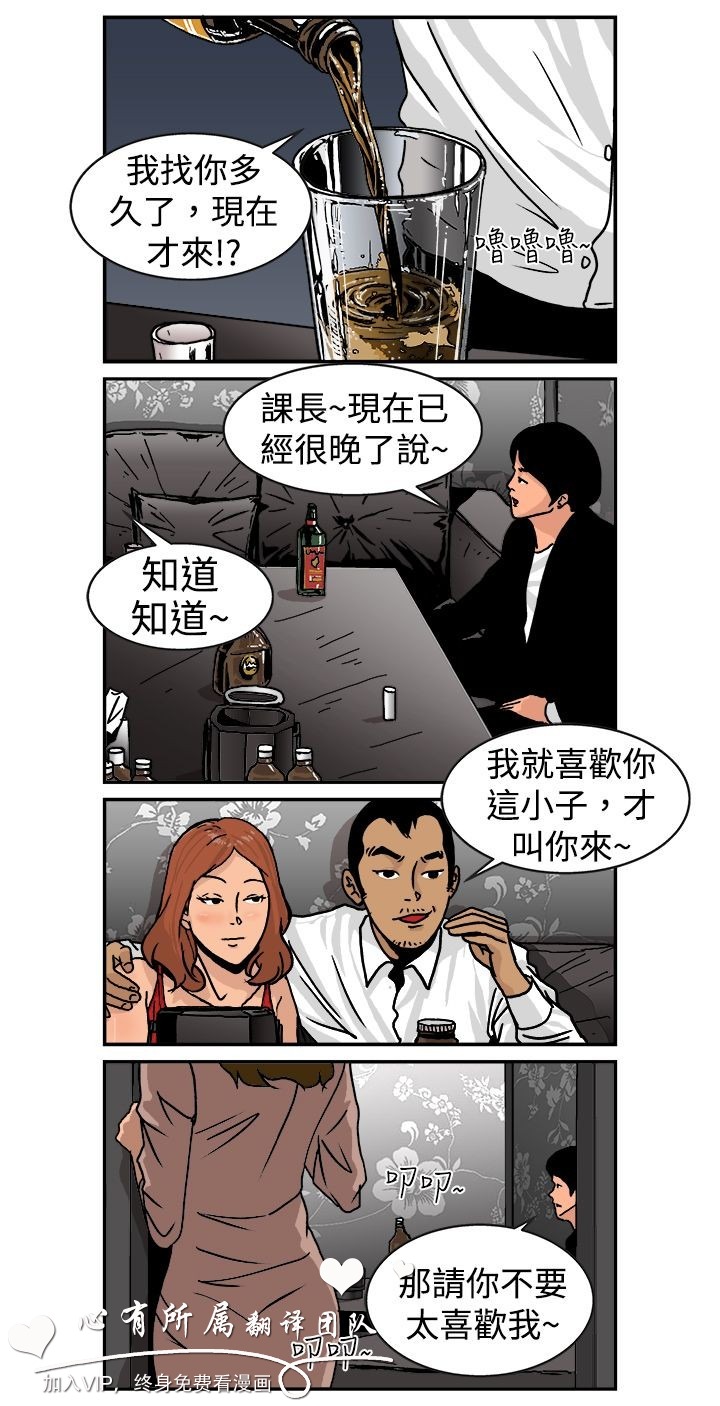 我找你多
久了，現在
才來!?
嚕嚕嚕~
課長~現在已
經很晚了說~
知道
知道~
我就喜歡你
這小子，才
叫你來~
叩叩~
那請你不要
太喜歡我~
心有所属翻译团队
叩叩~
加入VIP，终身免费看漫画